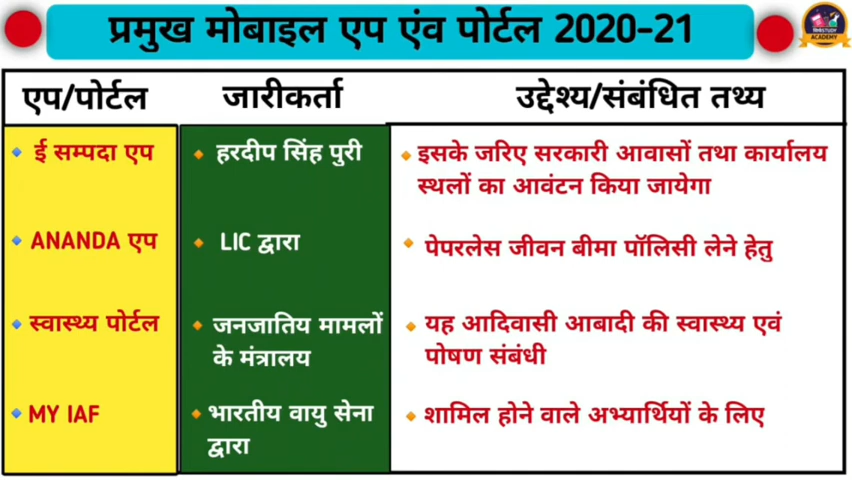 प्रमुख मोबाइल एप एंव पोर्टल 2020-21
TIMESTUDY
ACADEMY
एप/पोर्टल
जारीकर्ता
उद्देश्य/संबंधित तथ्य
ई सम्पदा एप
हरदीप सिंह पुरी
इसके जरिए सरकारी आवासों तथा कार्यालय
स्थलों का आवंटन किया जायेगा
ANANDA एप
LIC द्वारा
पेपरलेस जीवन बीमा पॉलिसी लेने हेतु
स्वास्थ्य पोर्टल
जनजातिय मामलों
के मंत्रालय
यह आदिवासी आबादी की स्वास्थ्य एवं
पोषण संबंधी
MY IAF
भारतीय वायु सेना
द्वारा
शामिल होने वाले अभ्यार्थियों के लिए